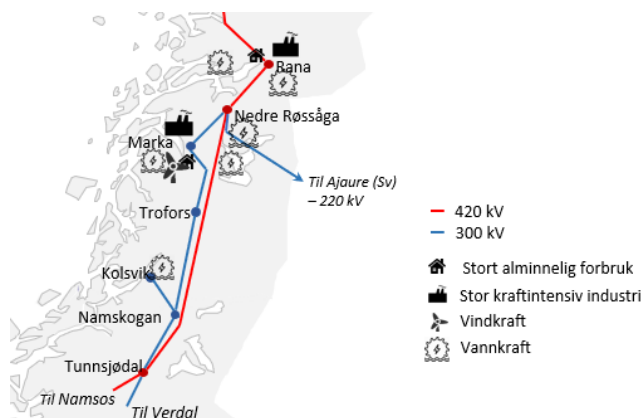 Rana
Nedre Røssåga
Marka
Til Ajaure (Sv)
– 220 kV
Trofors
Kolsvik
Namskogan
Tunnsjødal
Til Namsos
Til Verdal
420 kV
300 kV
Stort alminnelig forbruk
Stor kraftintensiv industri
Vindkraft
Vannkraft